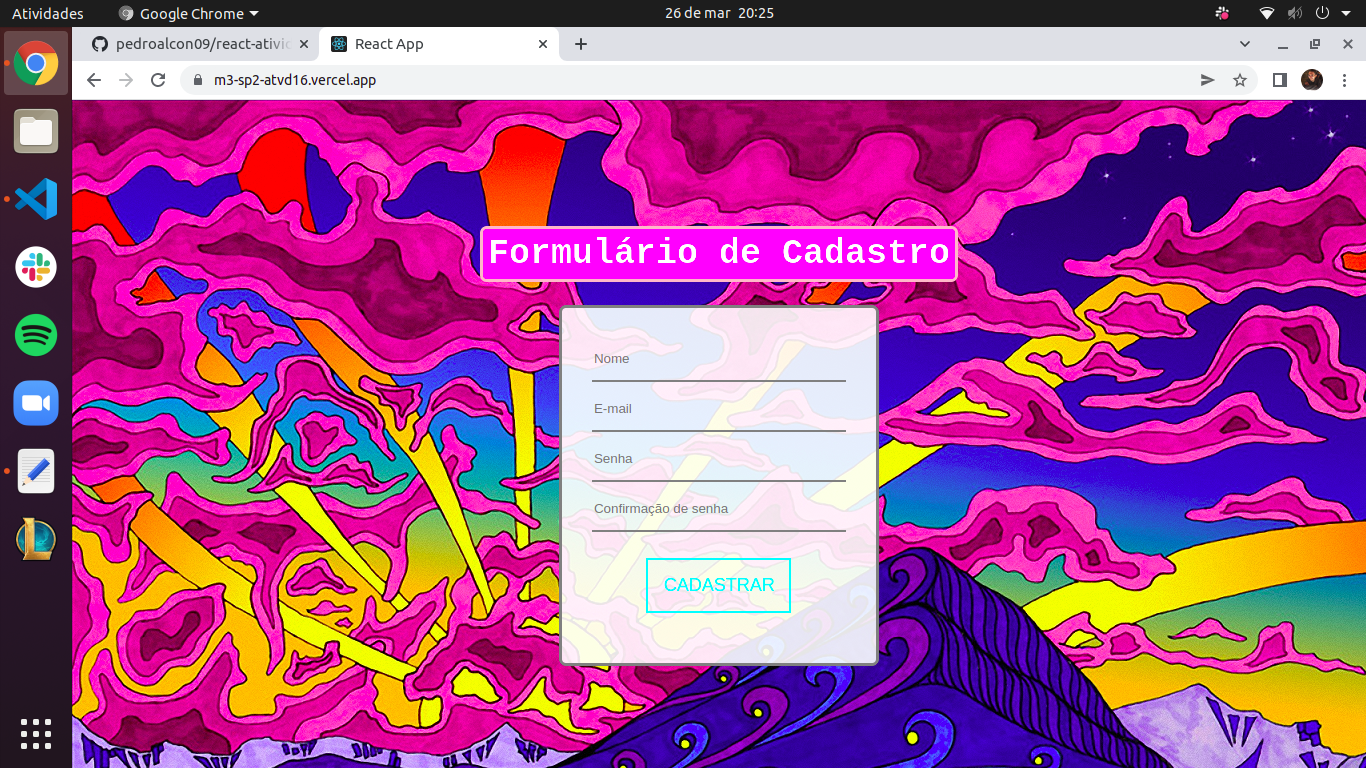 Atividades
Google Chrome
26 de mar 20:25
pedroalcon09/react-ativic
React App
m3-sp2-atvd16.vercel.app
Formulário de Cadastro
Nome
E-mail
Senha
Confirmação de senha
CADASTRAR